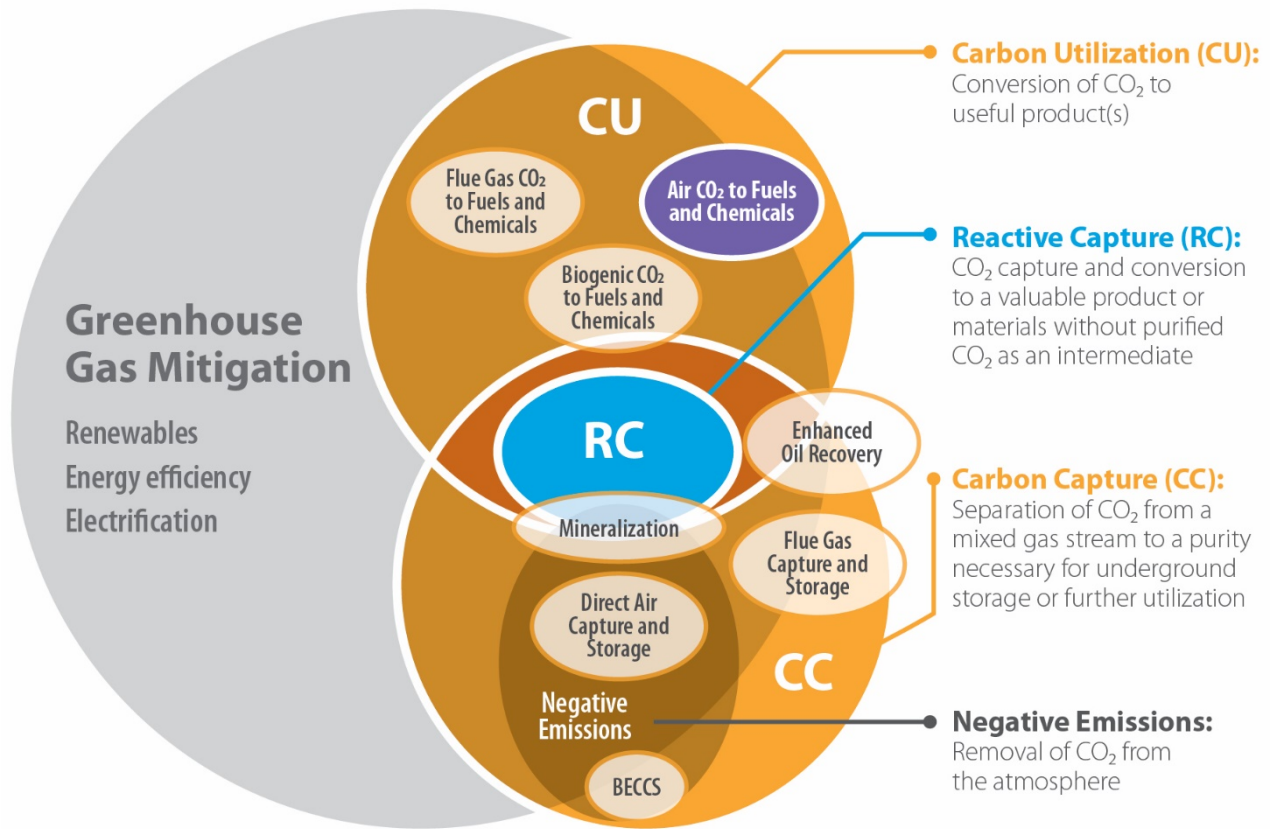 Greenhouse
Gas Mitigation
Renewables
Energy efficiency
Electrification
CU
Flue Gas CO₂
to Fuels and
Chemicals
Air CO₂ to Fuels
and Chemicals
Biogenic CO₂
to Fuels and
Chemicals
RC
Enhanced
Oil Recovery
Mineralization
Flue Gas
Capture and
Storage
Direct Air
Capture and
Storage
CC
Negative
Emissions
BECCS
Carbon Utilization (CU):
Conversion of CO₂ to
useful product(s)
Reactive Capture (RC):
CO₂ capture and conversion
to a valuable product or
materials without purified
CO₂ as an intermediate
Carbon Capture (CC):
Separation of CO₂ from a
mixed gas stream to a purity
necessary for underground
storage or further utilization
Negative Emissions:
Removal of CO₂ from
the atmosphere